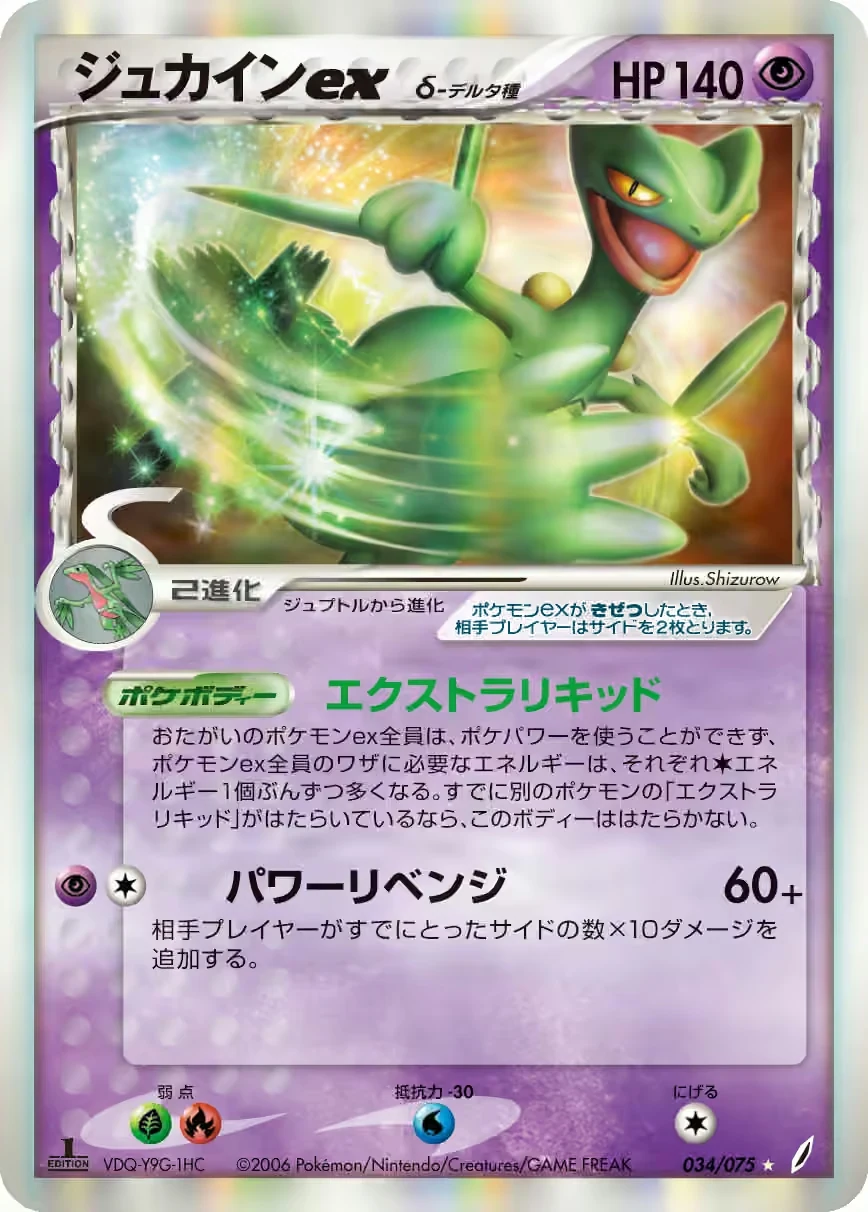 ジュカインex δ-デルタ種 HP 140
Illus.Shizurow
己進化 ジュプトルから進化
ポケモンexが きぜつしたとき、
相手プレイヤーはサイドを2枚とります。
ポケボディー エクストラリキッド
おたがいのポケモンex全員は、ポケパワーを使うことができず、
ポケモンex全員のワザに必要なエネルギーは、それぞれ★エネ
ルギー1個ぶんずつ多くなる。すでに別のポケモンの「エクストラ
リキッド」がはたらいているなら、このボディーははたらかない。
パワーリベンジ 60+
相手プレイヤーがすでにとったサイドの数×10ダメージを
追加する。
弱点 抵抗力 -30 にげる
1 EDITION VDQ-Y9G-1HC ©2006 Pokémon/Nintendo/Creatures/GAME FREAK 034/075 ★